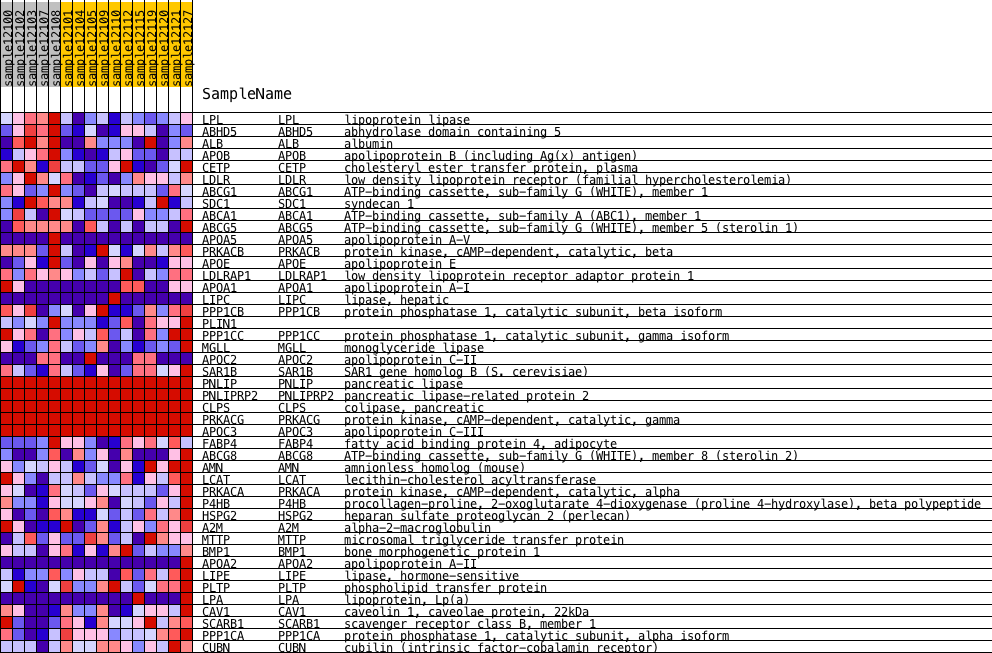 sample12100
sample12102
sample12103
sample12107
sample12108
sample12101
sample12104
sample12105
sample12109
sample12110
sample12112
sample12115
sample12119
sample12120
sample12121
sample12127
SampleName
LPL LPL lipoprotein lipase
ABHD5 ABHD5 abhydrolase domain containing 5
ALB ALB albumin
APOB APOB apolipoprotein B (including Ag(x) antigen)
CETP CETP cholesteryl ester transfer protein, plasma
LDLR LDLR low density lipoprotein receptor (familial hypercholesterolemia)
ABCG1 ABCG1 ATP-binding cassette, sub-family G (WHITE), member 1
SDC1 SDC1 syndecan 1
ABCA1 ABCA1 ATP-binding cassette, sub-family A (ABC1), member 1
ABCG5 ABCG5 ATP-binding cassette, sub-family G (WHITE), member 5 (sterolin 1)
APOA5 APOA5 apolipoprotein A-V
PRKACB PRKACB protein kinase, cAMP-dependent, catalytic, beta
APOE APOE apolipoprotein E
LDLRAP1 LDLRAP1 low density lipoprotein receptor adaptor protein 1
APOA1 APOA1 apolipoprotein A-I
LIPC LIPC lipase, hepatic
PPP1CB PPP1CB protein phosphatase 1, catalytic subunit, beta isoform
PLIN1
PPP1CC PPP1CC protein phosphatase 1, catalytic subunit, gamma isoform
MGLL MGLL monoglyceride lipase
APOC2 APOC2 apolipoprotein C-II
SAR1B SAR1B SAR1 gene homolog B (S. cerevisiae)
PNLIP PNLIP pancreatic lipase
PNLIPRP2 PNLIPRP2 pancreatic lipase-related protein 2
CLPS CLPS colipase, pancreatic
PRKACG PRKACG protein kinase, cAMP-dependent, catalytic, gamma
APOC3 APOC3 apolipoprotein C-III
FABP4 FABP4 fatty acid binding protein 4, adipocyte
ABCG8 ABCG8 ATP-binding cassette, sub-family G (WHITE), member 8 (sterolin 2)
AMN AMN amnionless homolog (mouse)
LCAT LCAT lecithin-cholesterol acyltransferase
PRKACA PRKACA protein kinase, cAMP-dependent, catalytic, alpha
P4HB P4HB procollagen-proline, 2-oxoglutarate 4-dioxygenase (proline 4-hydroxylase), beta polypeptide
HSPG2 HSPG2 heparan sulfate proteoglycan 2 (perlecan)
A2M A2M alpha-2-macroglobulin
MTTP MTTP microsomal triglyceride transfer protein
BMP1 BMP1 bone morphogenetic protein 1
APOA2 APOA2 apolipoprotein A-II
LIPE LIPE lipase, hormone-sensitive
PLTP PLTP phospholipid transfer protein
LPA LPA lipoprotein, Lp(a)
CAV1 CAV1 caveolin 1, caveolae protein, 22kDa
SCARB1 SCARB1 scavenger receptor class B, member 1
PPP1CA PPP1CA protein phosphatase 1, catalytic subunit, alpha isoform
CUBN CUBN cubilin (intrinsic factor-cobalamin receptor)